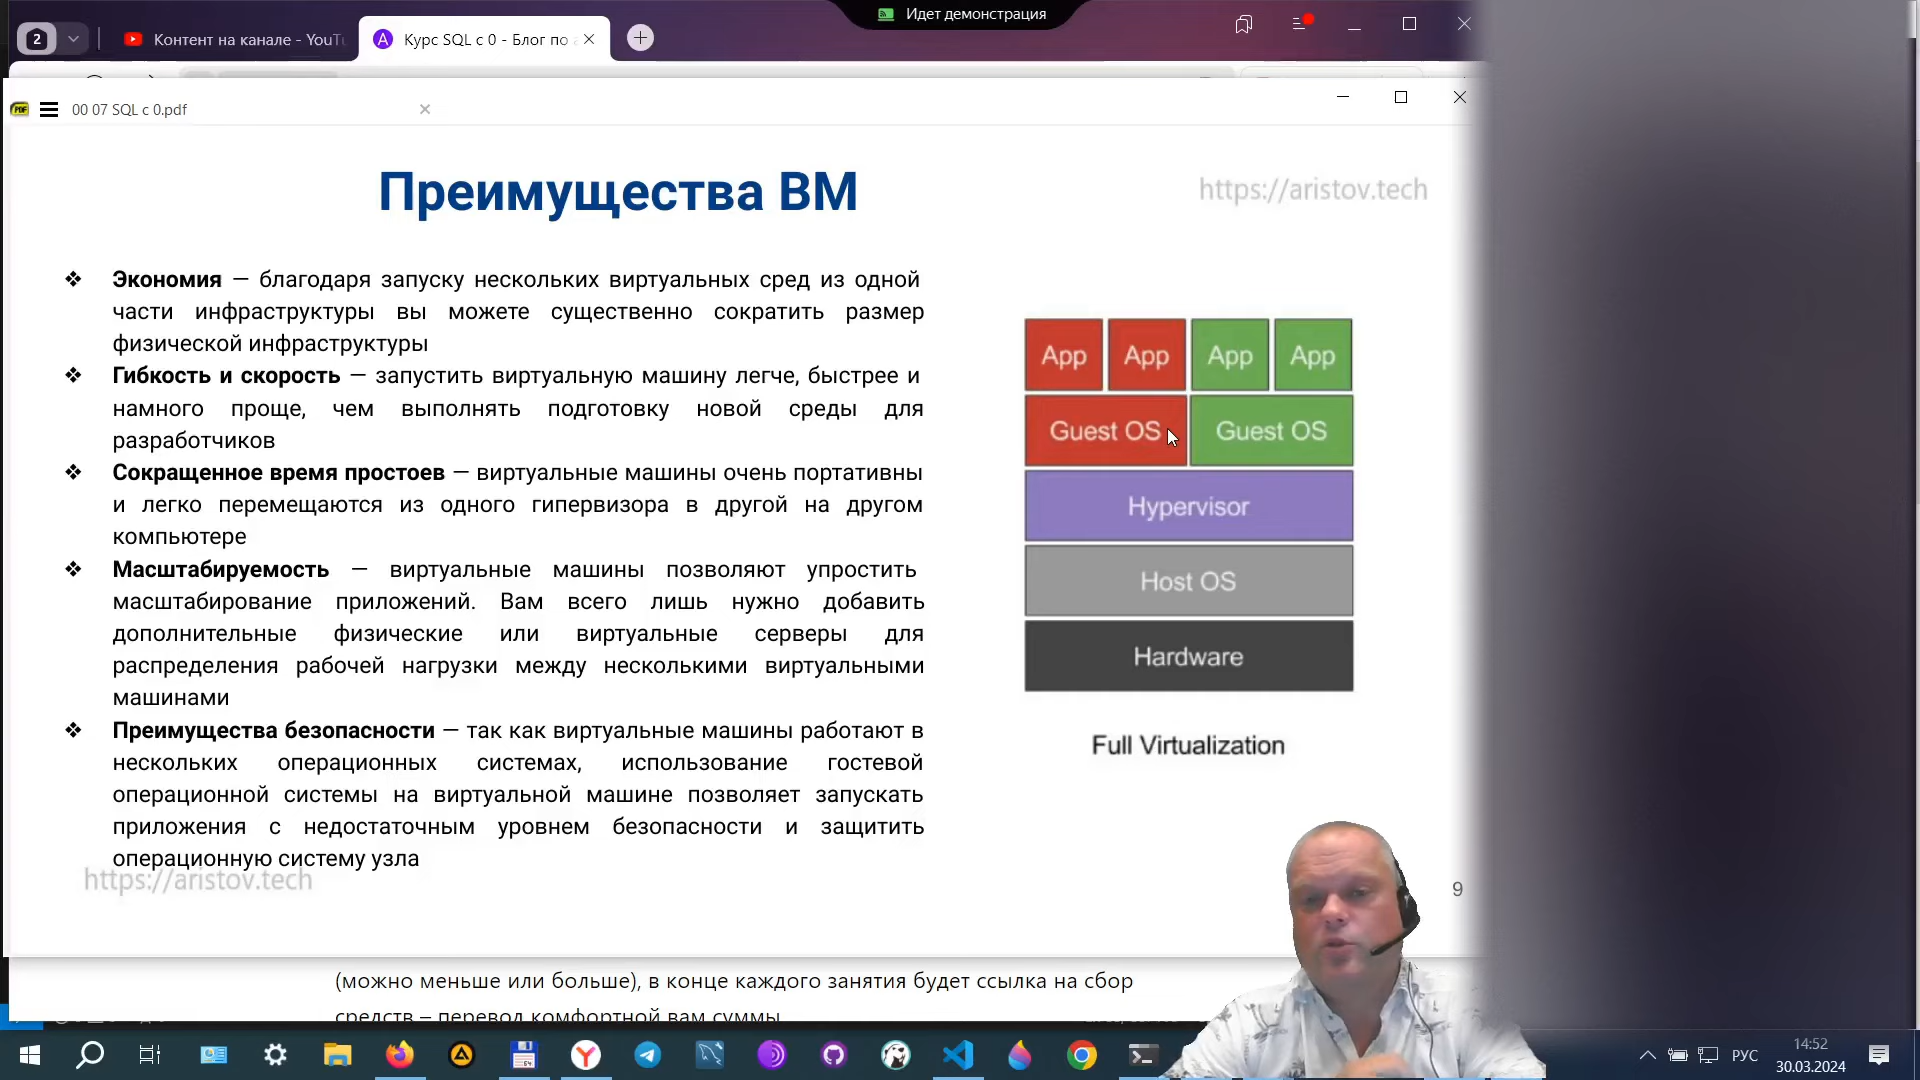 Идет демонстрация
2
Контент на канале - YouTu
Курс SQL с 0 - Блог по
00 07 SQL с 0.pdf
Преимущества ВМ
https://aristov.tech
❖ Экономия — благодаря запуску нескольких виртуальных сред из одной
части инфраструктуры вы можете существенно сократить размер
физической инфраструктуры
❖ Гибкость и скорость — запустить виртуальную машину легче, быстрее и
намного проще, чем выполнять подготовку новой среды для
разработчиков
❖ Сокращенное время простоев — виртуальные машины очень портативны
и легко перемещаются из одного гипервизора в другой на другом
компьютере
❖ Масштабируемость — виртуальные машины позволяют упростить
масштабирование приложений. Вам всего лишь нужно добавить
дополнительные физические или виртуальные серверы для
распределения рабочей нагрузки между несколькими виртуальными
машинами
❖ Преимущества безопасности — так как виртуальные машины работают в
нескольких операционных системах, использование гостевой
операционной системы на виртуальной машине позволяет запускать
приложения с недостаточным уровнем безопасности и защитить
операционную систему узла
https://aristov.tech
App App App App
Guest OS Guest OS
Hypervisor
Host OS
Hardware
Full Virtualization
9
(можно меньше или больше), в конце каждого занятия будет ссылка на сбор
средств – перевод комфортной вам суммы
РУС
14:52
30.03.2024